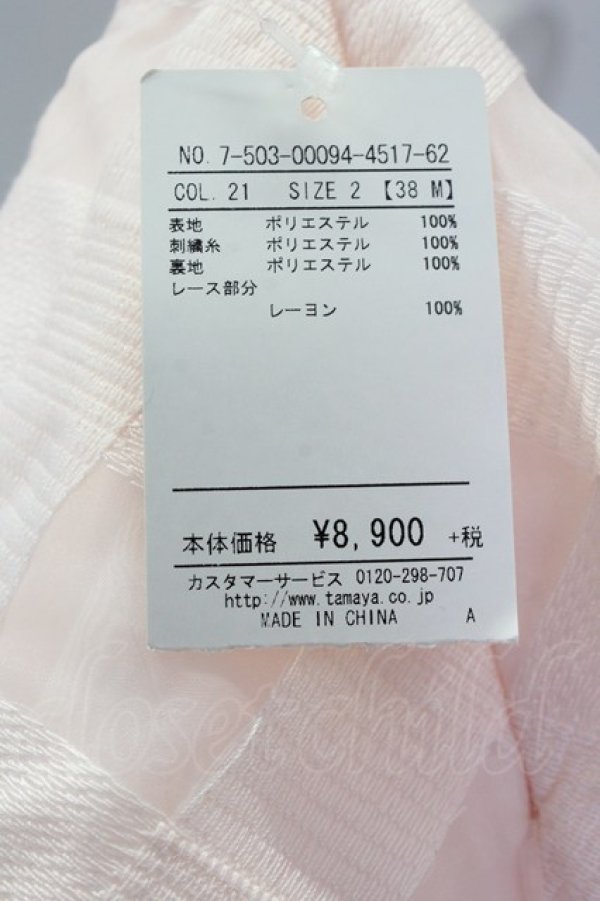 NO. 7-503-00094-4517-62
COL. 21 SIZE 2 【38 M】
表地 ポリエステル 100%
刺繍糸 ポリエステル 100%
裏地 ポリエステル 100%
レース部分
レーヨン 100%
本体価格 ¥8,900 +税
カスタマーサービス 0120-298-707
http://www.tamaya.co.jp
MADE IN CHINA A
closet child